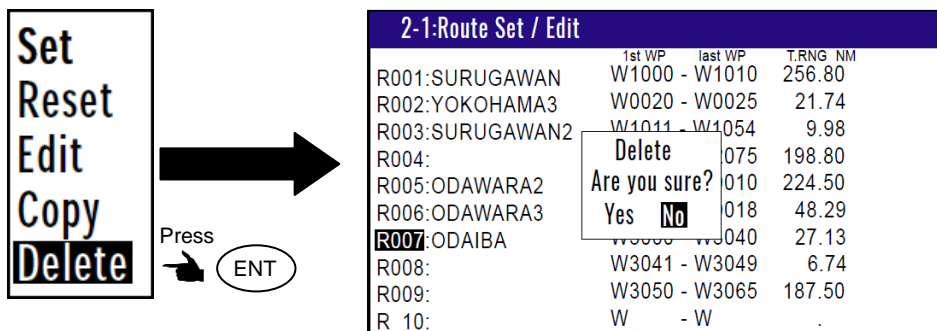 Set
Reset
Edit
Copy
Delete
Press
ENT
2-1:Route Set / Edit
1st WP last WP T.RNG NM
R001:SURUGAWAN W1000 - W1010 256.80
R002:YOKOHAMA3 W0020 - W0025 21.74
R003:SURUGAWAN2 W1011 - W1054 9.98
R004: 075 198.80
R005:ODAWARA2 010 224.50
R006:ODAWARA3 018 48.29
R007:ODAIBA 040 27.13
R008: W3041 - W3049 6.74
R009: W3050 - W3065 187.50
R 10: W - W .
Delete
Are you sure?
Yes No